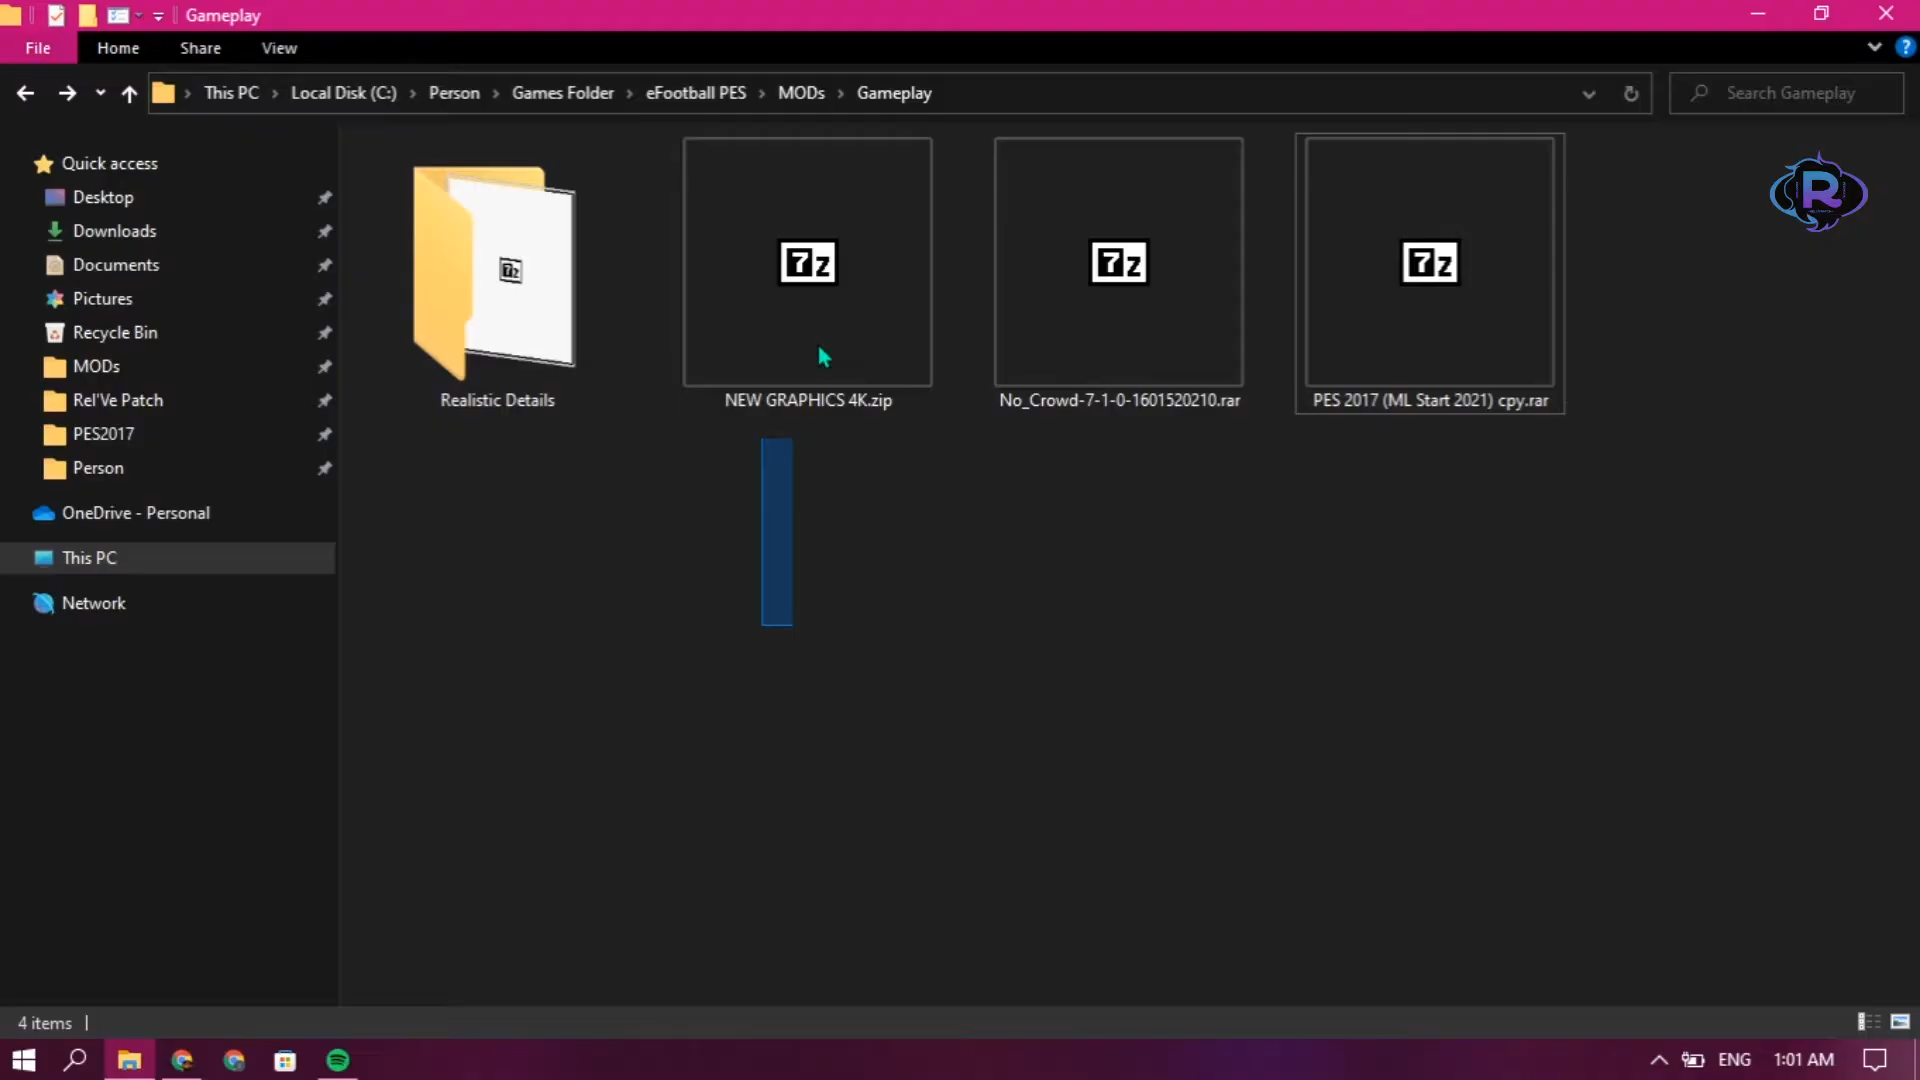 Gameplay
File Home Share View
This PC Local Disk (C:) Person Games Folder eFootball PES MODs Gameplay
Search Gameplay
Quick access
Desktop
Downloads
Documents
Pictures
Recycle Bin
MODs
Rel'Ve Patch
PES2017
Person
OneDrive - Personal
This PC
Network
7z
7z
7z
7z
R
Realistic Details
NEW GRAPHICS 4K.zip
No_Crowd-7-1-0-1601520210.rar
PES 2017 (ML Start 2021) cpy.rar
4 items
ENG 1:01 AM